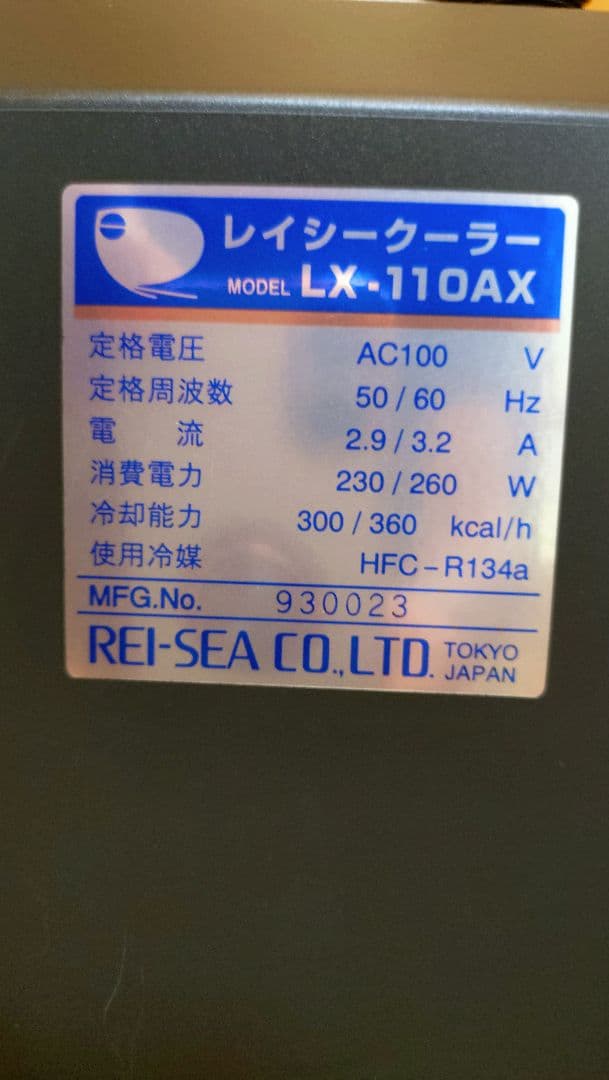 レイシークーラー
MODEL LX-110AX
定格電圧 AC100 V
定格周波数 50/60 Hz
電流 2.9/3.2 A
消費電力 230/260 W
冷却能力 300/360 kcal/h
使用冷媒 HFC-R134a
MFG.No. 930023
REI-SEA CO.,LTD. TOKYO JAPAN